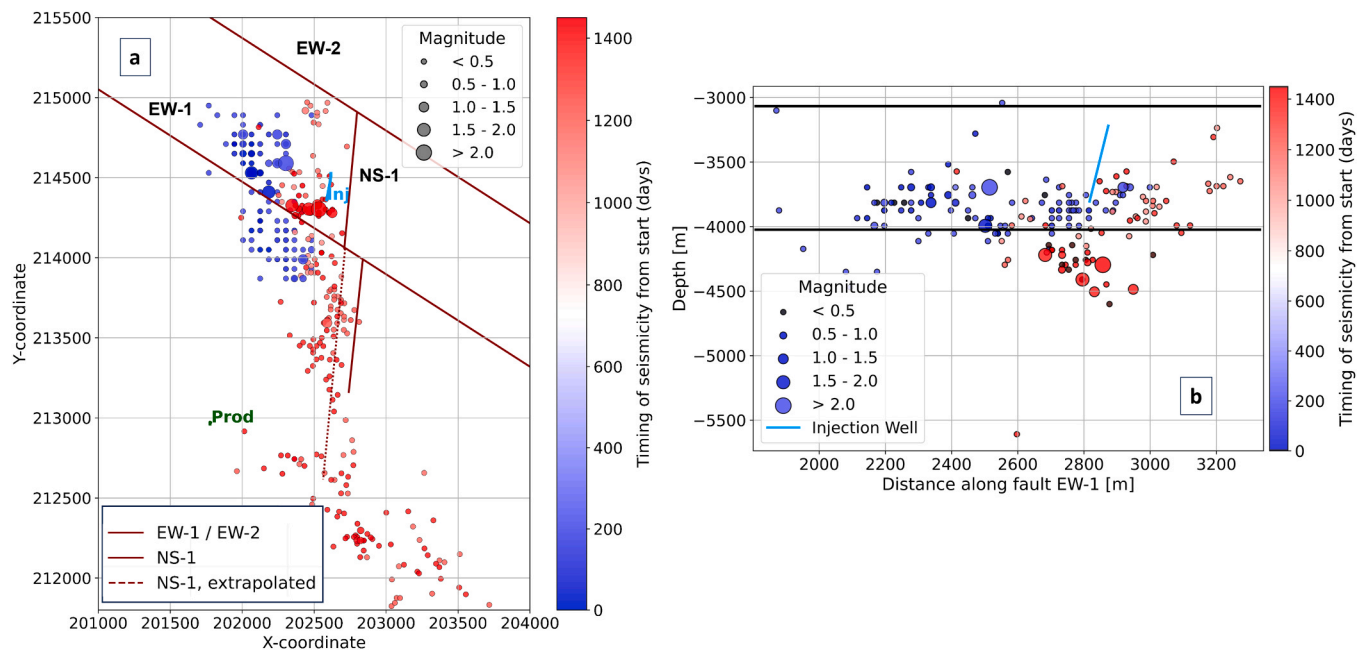 a
EW-2
EW-1
NS-1
Inj
Prod
Magnitude
< 0.5
0.5 - 1.0
1.0 - 1.5
1.5 - 2.0
> 2.0
EW-1 / EW-2
NS-1
NS-1, extrapolated
215500
215000
214500
214000
213500
213000
212500
212000
Y-coordinate
201000 201500 202000 202500 203000 203500 204000
X-coordinate
1400
1200
1000
800
600
400
200
0
Timing of seismicity from start (days)
−3000
−3500
−4000
−4500
−5000
−5500
Depth [m]
Magnitude
< 0.5
0.5 - 1.0
1.0 - 1.5
1.5 - 2.0
> 2.0
Injection Well
b
2000 2200 2400 2600 2800 3000 3200
Distance along fault EW-1 [m]
1400
1200
1000
800
600
400
200
0
Timing of seismicity from start (days)